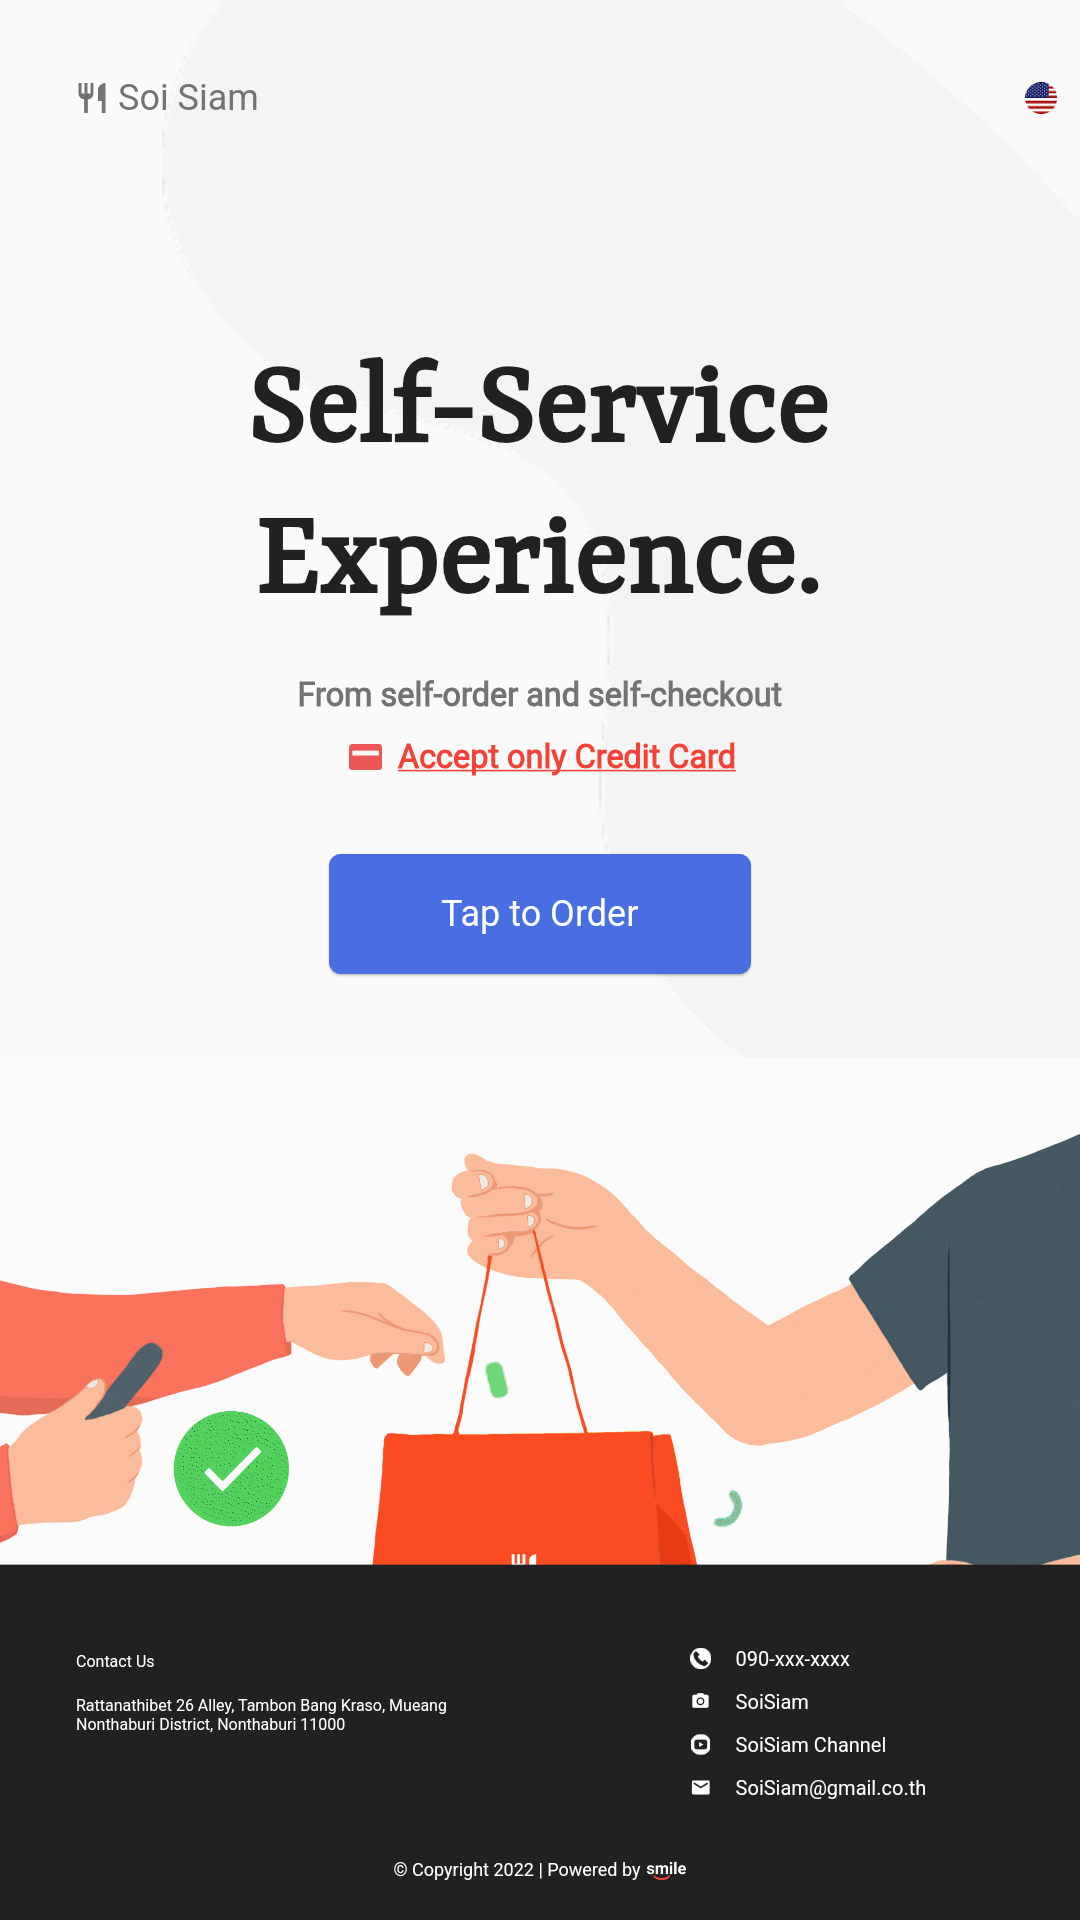 Soi Siam
Self-Service
Experience.
From self-order and self-checkout
Accept only Credit Card
Tap to Order
Contact Us
Rattanathibet 26 Alley, Tambon Bang Kraso, Mueang
Nonthaburi District, Nonthaburi 11000
090-xxx-xxxx
SoiSiam
SoiSiam Channel
SoiSiam@gmail.co.th
© Copyright 2022 | Powered by smile